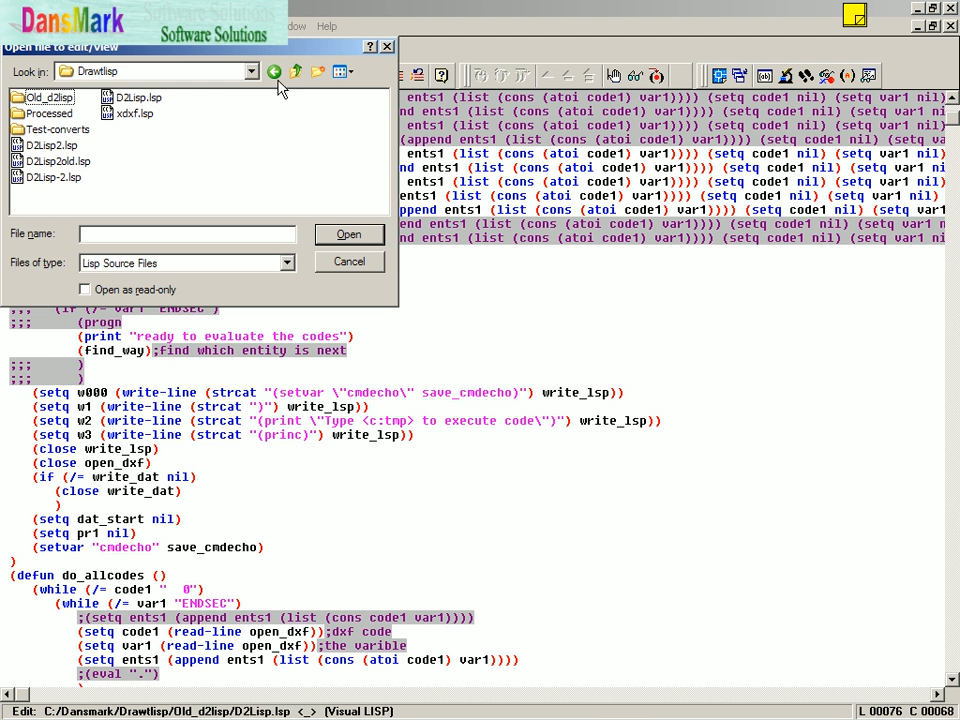 DansMark Software Solutions
Software Solutions
Window Help
Open file to edit/view
Look in: Drawtlisp
Old_d2lisp D2Lisp.lsp
Processed xdxf.lsp
Test-converts
D2Lisp2.lsp
D2Lisp2old.lsp
D2Lisp-2.lsp
File name: Open
Files of type: Lisp Source Files Cancel
Open as read-only
ents1 (list (cons (atoi code1) var1)))) (setq code1 nil) (setq var1 nil)
end ents1 (list (cons (atoi code1) var1)))) (setq code1 nil) (setq var1 ni
ents1 (list (cons (atoi code1) var1)))) (setq code1 nil) (setq var1 nil)
(append ents1 (list (cons (atoi code1) var1)))) (setq code1 nil) (setq va
ents1 (list (cons (atoi code1) var1)))) (setq code1 nil) (setq var1 nil)
nd ents1 (list (cons (atoi code1) var1)))) (setq code1 nil) (setq var1 nil
ents1 (list (cons (atoi code1) var1)))) (setq code1 nil) (setq var1 nil)
ents1 (list (cons (atoi code1) var1)))) (setq code1 nil) (setq var1 nil)
ppend ents1 (list (cons (atoi code1) var1)))) (setq code1 nil) (setq var1
nd ents1 (list (cons (atoi code1) var1)))) (setq code1 nil) (setq var1 ni
nd ents1 (list (cons (atoi code1) var1)))) (setq code1 nil) (setq var1 ni
;;; (if (/= var1 "ENDSEC")
;;; (progn
(print "ready to evaluate the codes")
(find_way);find which entity is next
;;; )
;;; )
(setq w000 (write-line (strcat "(setvar \"cmdecho\" save_cmdecho)") write_lsp))
(setq w1 (write-line (strcat ")") write_lsp))
(setq w2 (write-line (strcat "(print \"Type <c:tmp> to execute code\")") write_lsp))
(setq w3 (write-line (strcat "(princ)") write_lsp))
(close write_lsp)
(close open_dxf)
(if (/= write_dat nil)
(close write_dat)
)
(setq dat_start nil)
(setq pr1 nil)
(setvar "cmdecho" save_cmdecho)
)
(defun do_allcodes ()
(while (/= code1 "  0")
(while (/= var1 "ENDSEC")
;(setq ents1 (append ents1 (list (cons code1 var1))))
(setq code1 (read-line open_dxf));dxf code
(setq var1 (read-line open_dxf));the varible
(setq ents1 (append ents1 (list (cons (atoi code1) var1))))
;(eval ".")
Edit: C:/Dansmark/Drawtlisp/Old_d2lisp/D2Lisp.lsp <_> (Visual LISP) L 00076 C 00068